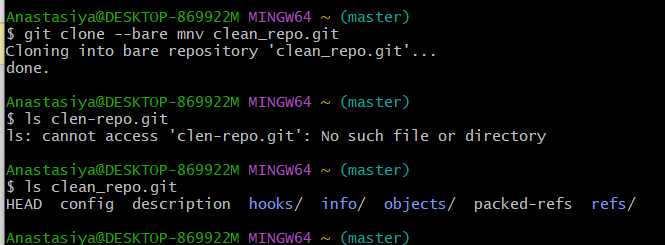 Anastasiya@DESKTOP-869922M MINGW64 ~ (master)
$ git clone --bare mnv clean_repo.git
Cloning into bare repository 'clean_repo.git'...
done.
Anastasiya@DESKTOP-869922M MINGW64 ~ (master)
$ ls clen-repo.git
ls: cannot access 'clen-repo.git': No such file or directory
Anastasiya@DESKTOP-869922M MINGW64 ~ (master)
$ ls clean_repo.git
HEAD config description hooks/ info/ objects/ packed-refs refs/
Anastasiya@DESKTOP-869922M MINGW64 ~ (master)